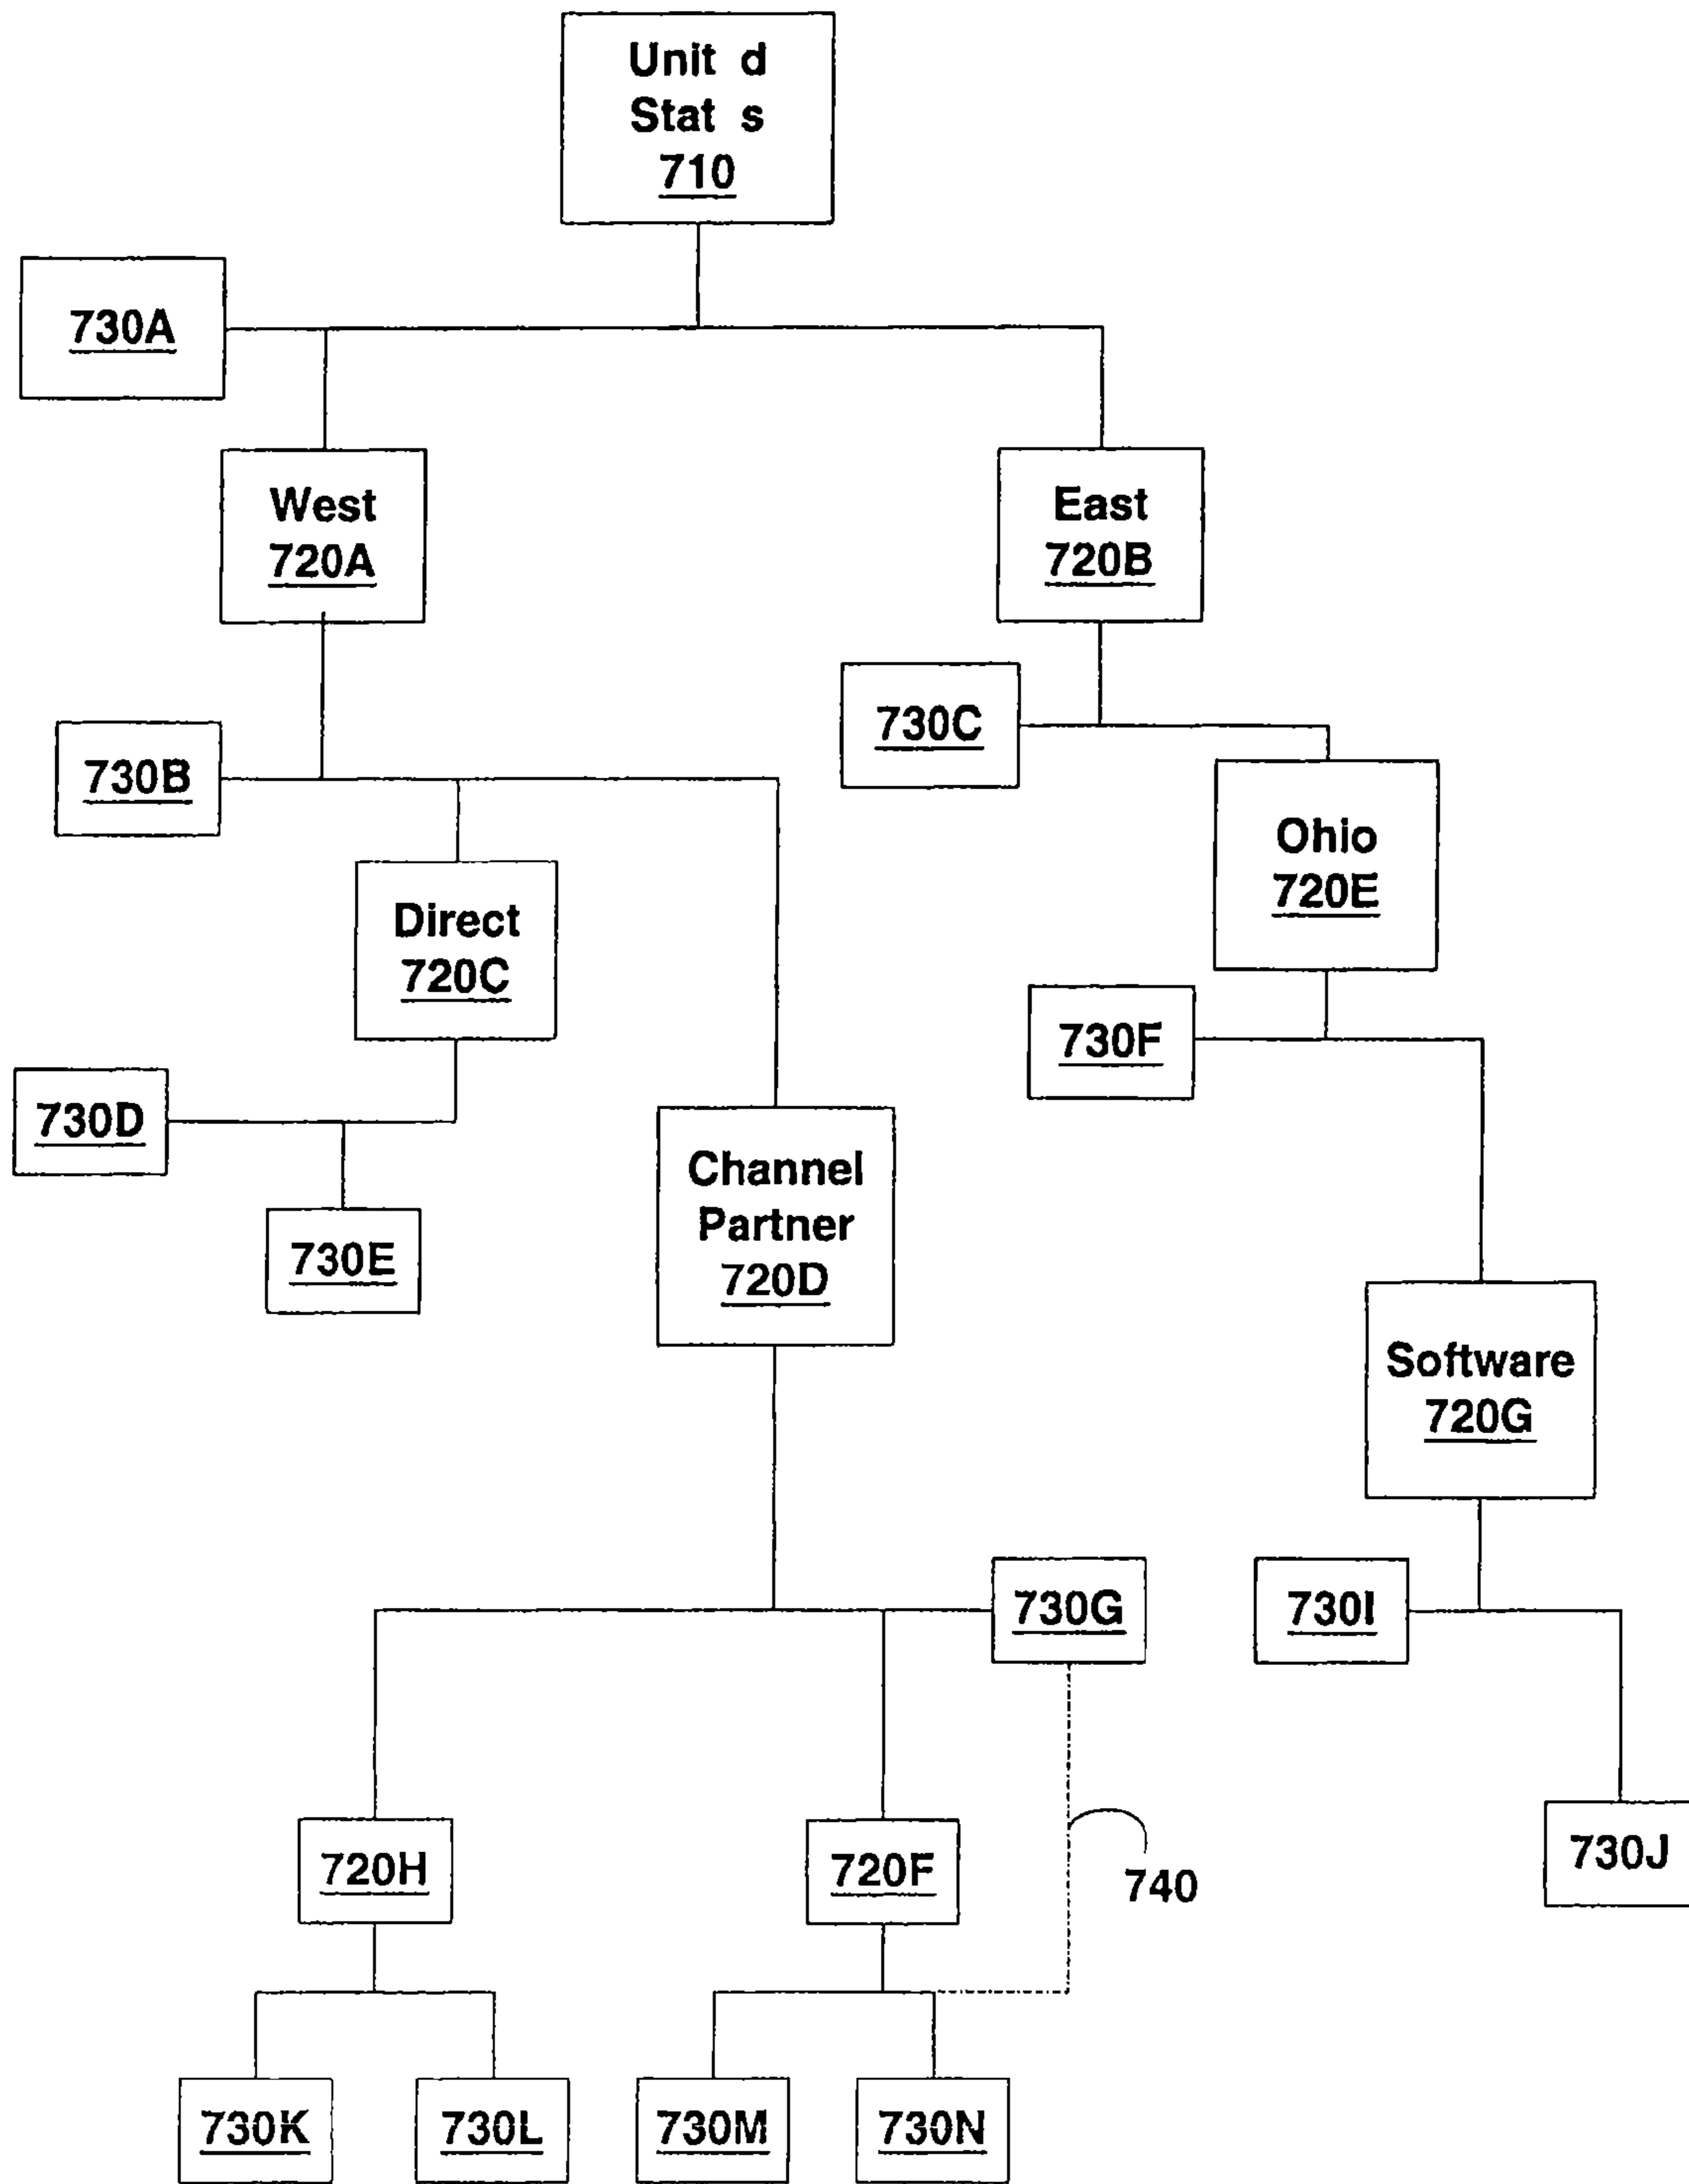 Unit d
Stat s
710
730A
West
720A
East
720B
730C
730B
Ohio
720E
Direct
720C
730F
730D
Channel
Partner
720D
730E
Software
720G
730G
730I
720H
720F
740
730J
730K
730L
730M
730N